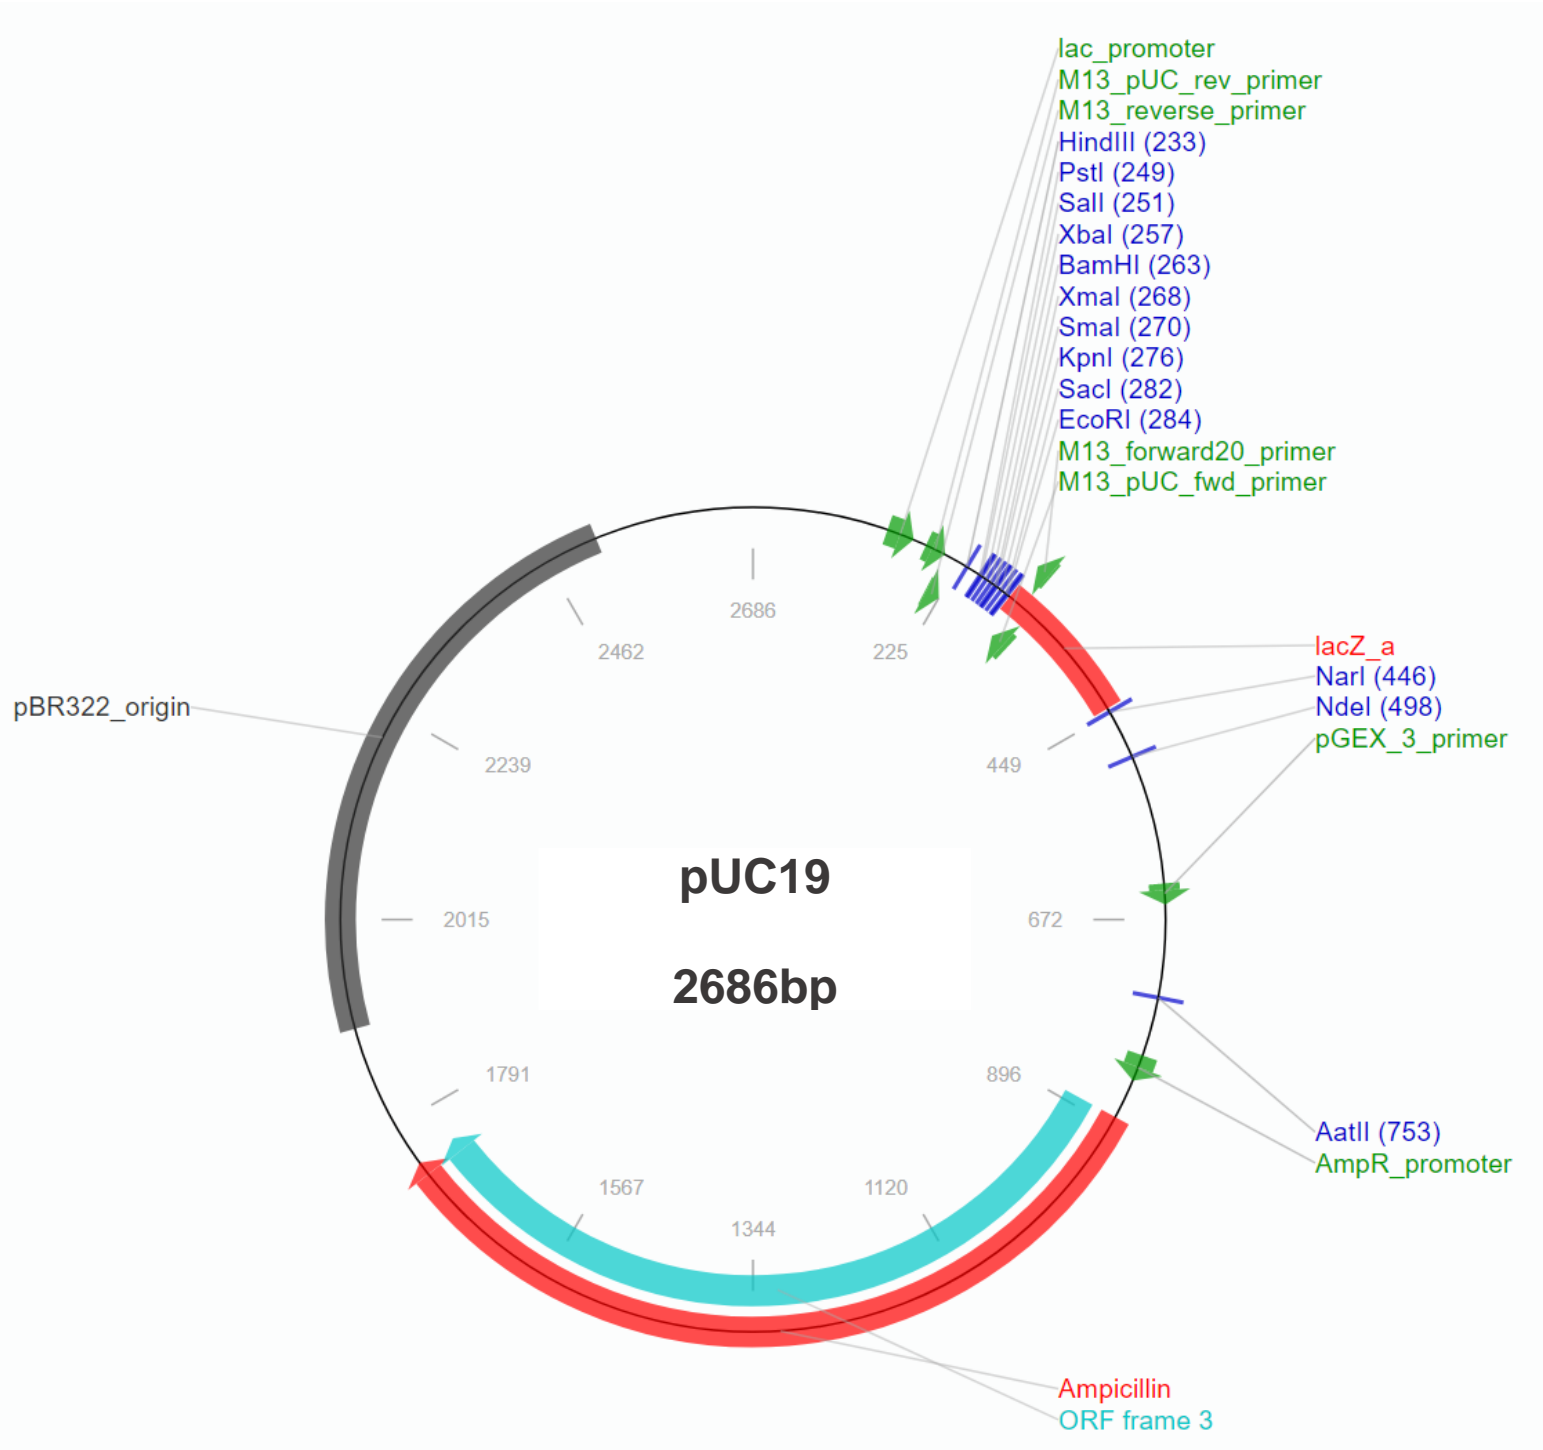 lac_promoter
M13_pUC_rev_primer
M13_reverse_primer
HindIII (233)
PstI (249)
SalI (251)
XbaI (257)
BamHI (263)
XmaI (268)
SmaI (270)
KpnI (276)
SacI (282)
EcoRI (284)
M13_forward20_primer
M13_pUC_fwd_primer
2686
225
2462
lacZ_a
NarI (446)
NdeI (498)
pGEX_3_primer
pBR322_origin
2239
449
pUC19
2686bp
2015
672
1791
896
AatII (753)
AmpR_promoter
1567
1120
1344
Ampicillin
ORF frame 3